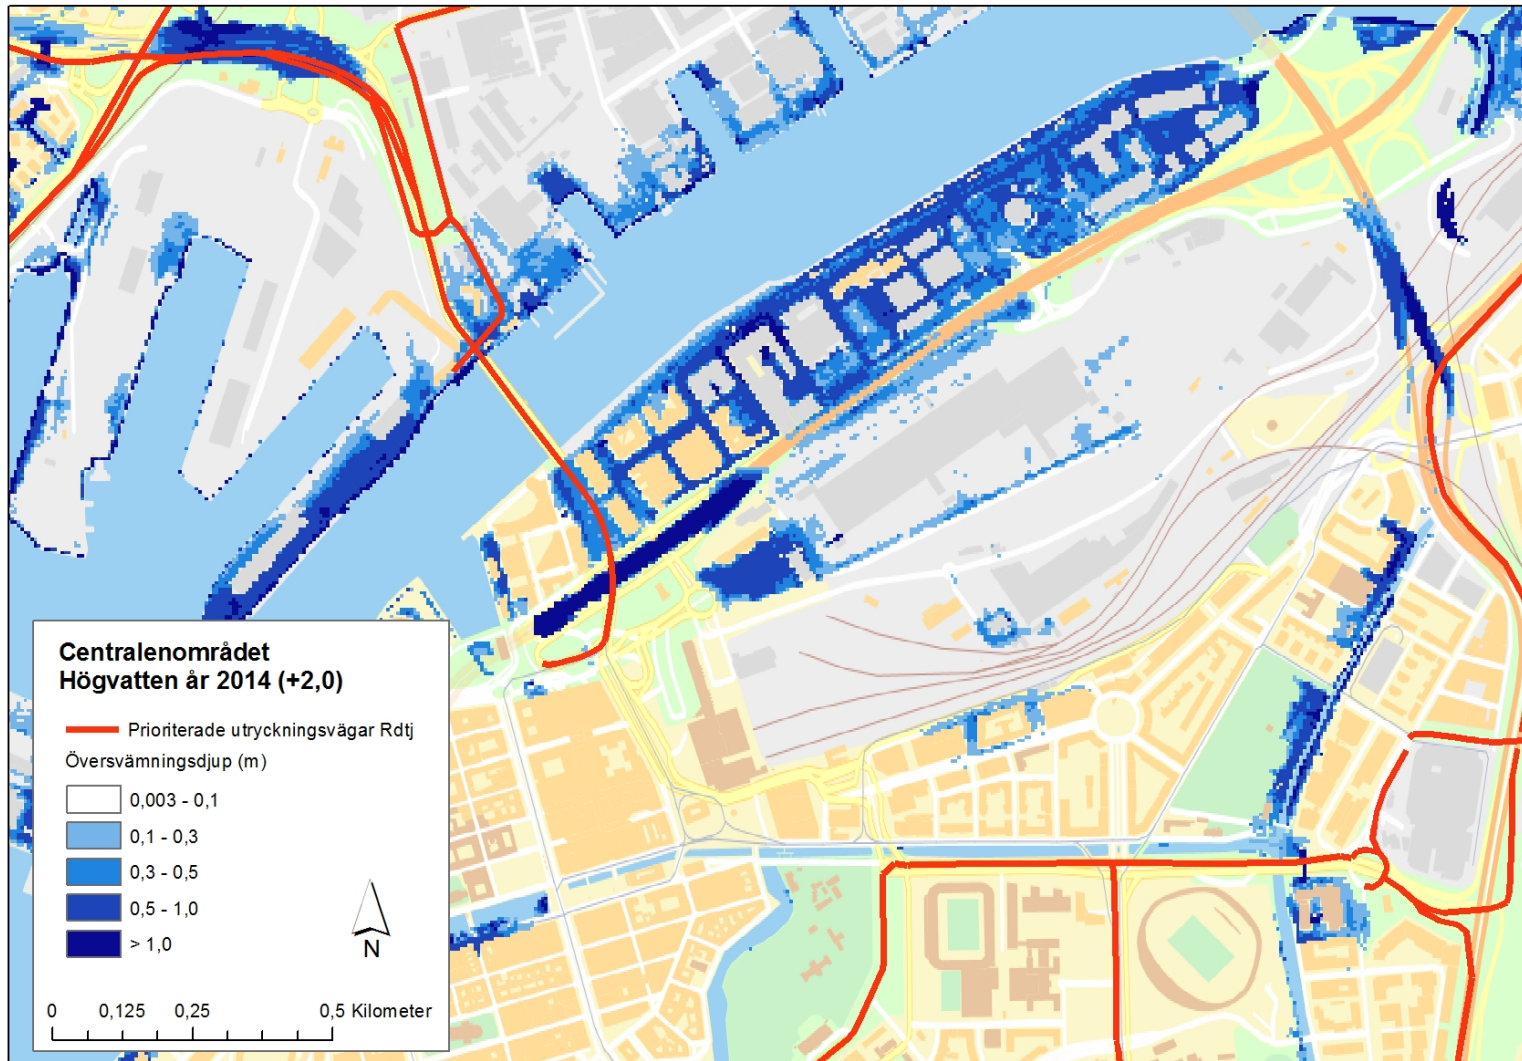 Centralenområdet
Högvatten år 2014 (+2,0)
Prioriterade utryckningsvägar Rdtj
Översvämningsdjup (m)
0,003 - 0,1
0,1 - 0,3
0,3 - 0,5
0,5 - 1,0
> 1,0
N
0 0,125 0,25 0,5 Kilometer